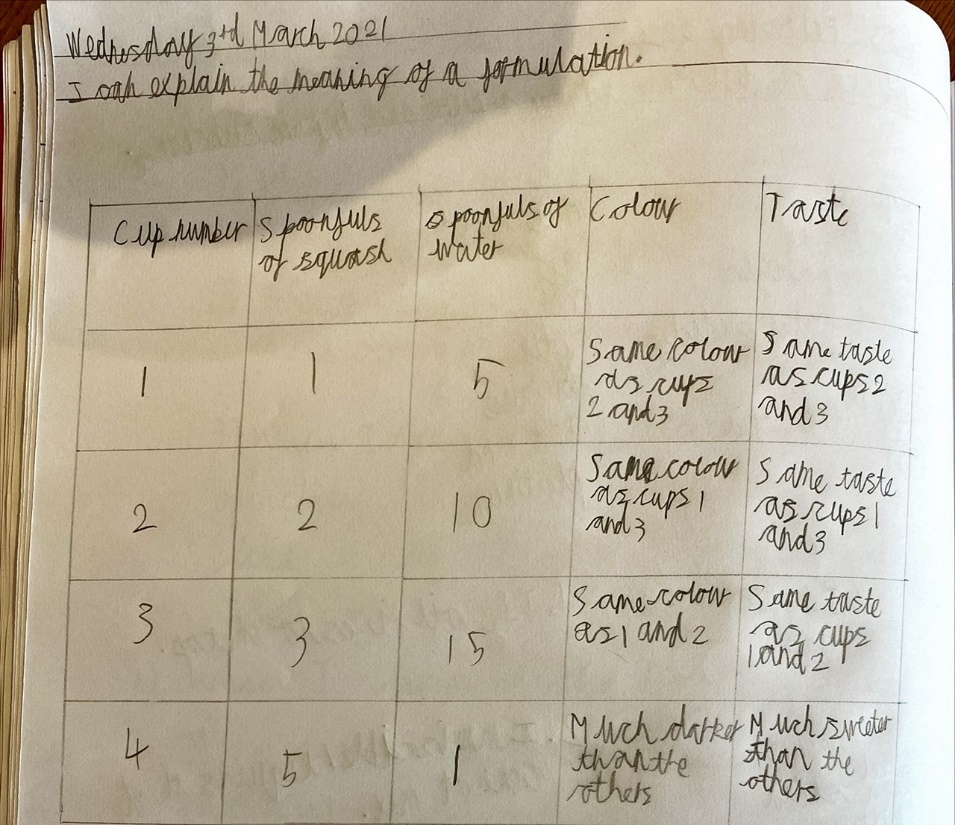 Wednesday 3rd March 2021
I can explain the meaning of a formulation.
Cup number
Spoonfuls
of squash
Spoonfuls of
water
Colour
Taste
1
1
5
Same colour
as cups
2 and 3
Same taste
as cups 2
and 3
2
2
10
Same colour
as cups 1
and 3
Same taste
as cups 1
and 3
3
3
15
Same colour
as 1 and 2
Same taste
as cups
1 and 2
4
5
1
Much darker
than the
others
Much sweeter
than the
others